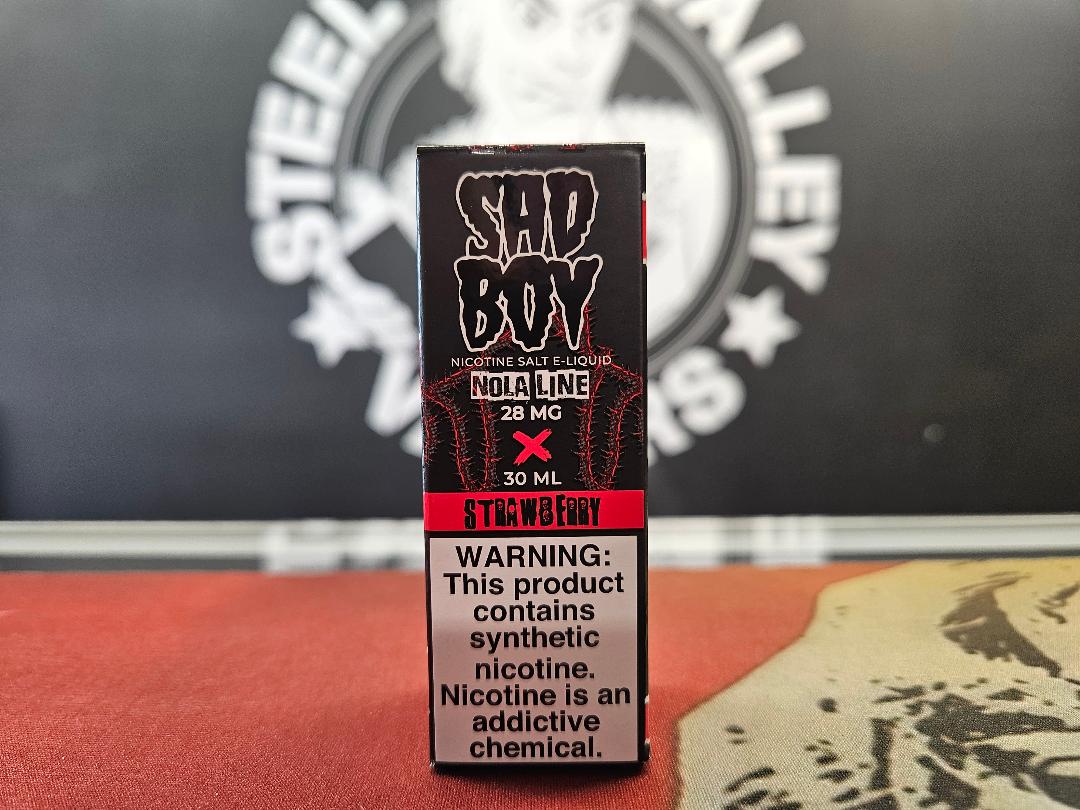 STEEL VALLEY
SAD
BOY
NICOTINE SALT E-LIQUID
NOLA LINE
28 MG
X
30 ML
STRAWBERRY
WARNING:
This product
contains
synthetic
nicotine.
Nicotine is an
addictive
chemical.